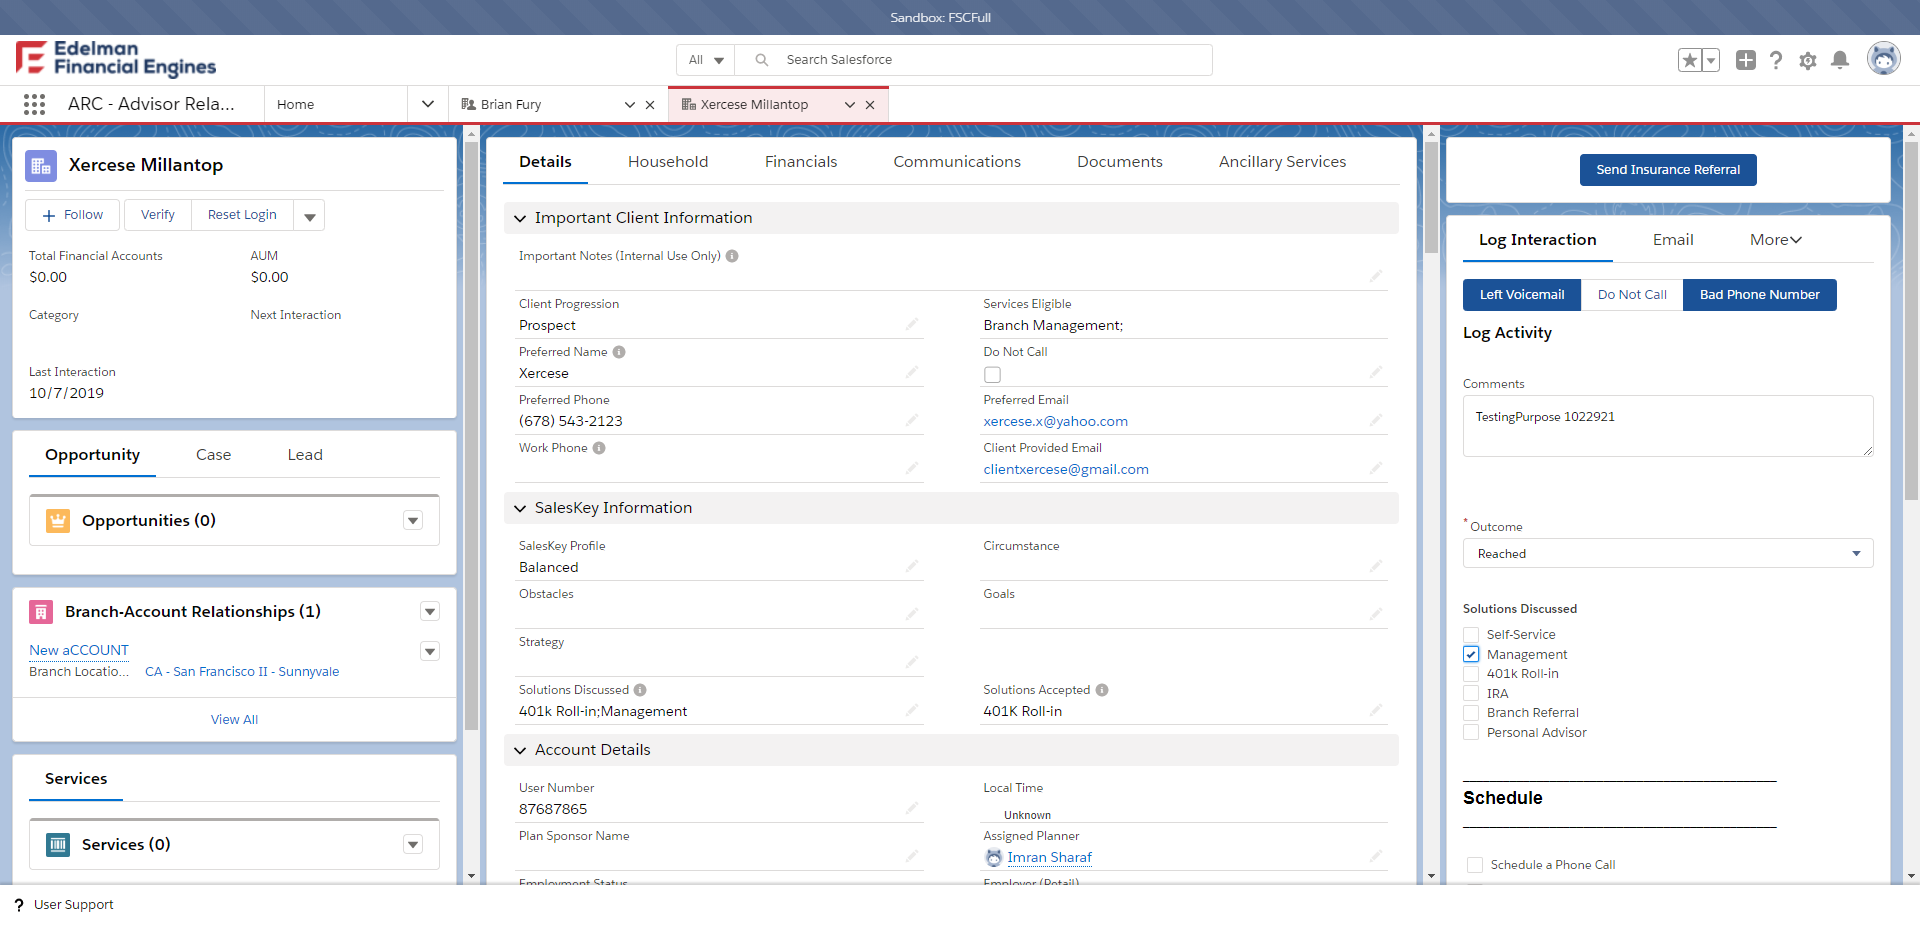 Sandbox: FSCFull
Edelman
Financial Engines
All
Search Salesforce
ARC - Advisor Rela...
Home
Brian Fury
Xercese Millantop
Xercese Millantop
Follow
Verify
Reset Login
Total Financial Accounts
$0.00
AUM
$0.00
Category
Next Interaction
Last Interaction
10/7/2019
Opportunity
Case
Lead
Opportunities (0)
Branch-Account Relationships (1)
New aCCOUNT
Branch Locatio...
CA - San Francisco II - Sunnyvale
View All
Services
Services (0)
Details
Household
Financials
Communications
Documents
Ancillary Services
Important Client Information
Important Notes (Internal Use Only)
Client Progression
Prospect
Services Eligible
Branch Management;
Preferred Name
Xercese
Do Not Call
Preferred Phone
(678) 543-2123
Preferred Email
xercese.x@yahoo.com
Work Phone
Client Provided Email
clientxercese@gmail.com
SalesKey Information
SalesKey Profile
Balanced
Circumstance
Obstacles
Goals
Strategy
Solutions Discussed
401k Roll-in;Management
Solutions Accepted
401K Roll-in
Account Details
User Number
87687865
Local Time
Unknown
Plan Sponsor Name
Assigned Planner
Imran Sharaf
Employment Status
Employer (Retail)
Send Insurance Referral
Log Interaction
Email
More
Left Voicemail
Do Not Call
Bad Phone Number
Log Activity
Comments
TestingPurpose 1022921
* Outcome
Reached
Solutions Discussed
Self-Service
Management
401k Roll-in
IRA
Branch Referral
Personal Advisor
Schedule
Schedule a Phone Call
? User Support